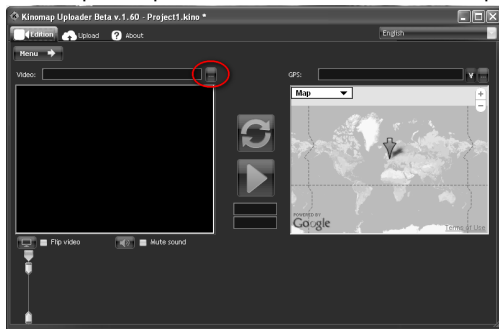 Kinomap Uploader Beta v.1.60 - Project1.kino *
Edition Upload ? About English
Menu
Video: GPS: V
Map
+
-
POWERED BY
Google
Terms of Use
Flip video Mute sound